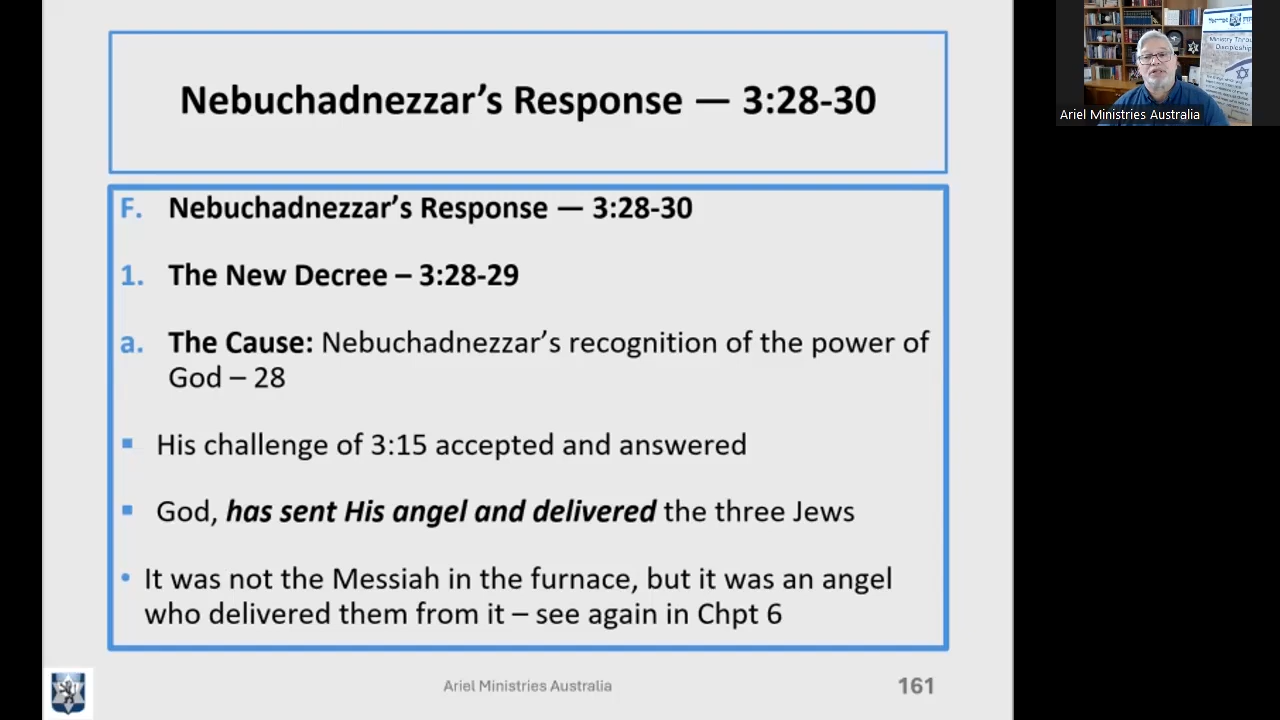 Nebuchadnezzar's Response — 3:28-30
F. Nebuchadnezzar's Response — 3:28-30
1. The New Decree – 3:28-29
a. The Cause: Nebuchadnezzar's recognition of the power of
God – 28
▪ His challenge of 3:15 accepted and answered
▪ God, has sent His angel and delivered the three Jews
• It was not the Messiah in the furnace, but it was an angel
who delivered them from it – see again in Chpt 6
Ariel Ministries Australia
161
Ministry Through
Discipleship
Ariel Ministries Australia